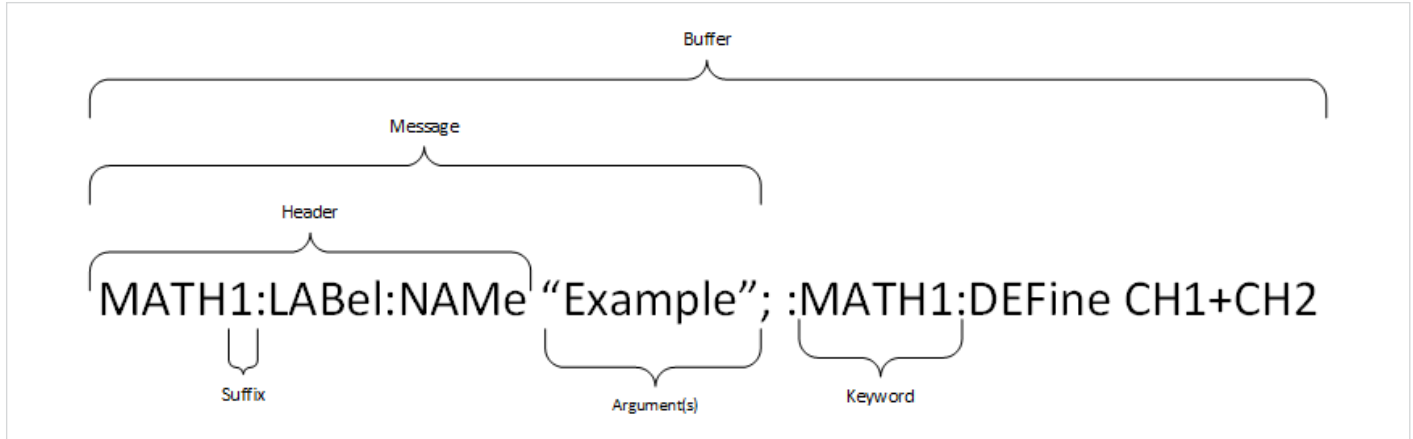 Buffer
Message
Header
MATH1:LABel:NAMe “Example”; :MATH1:DEFine CH1+CH2
Suffix
Argument(s)
Keyword